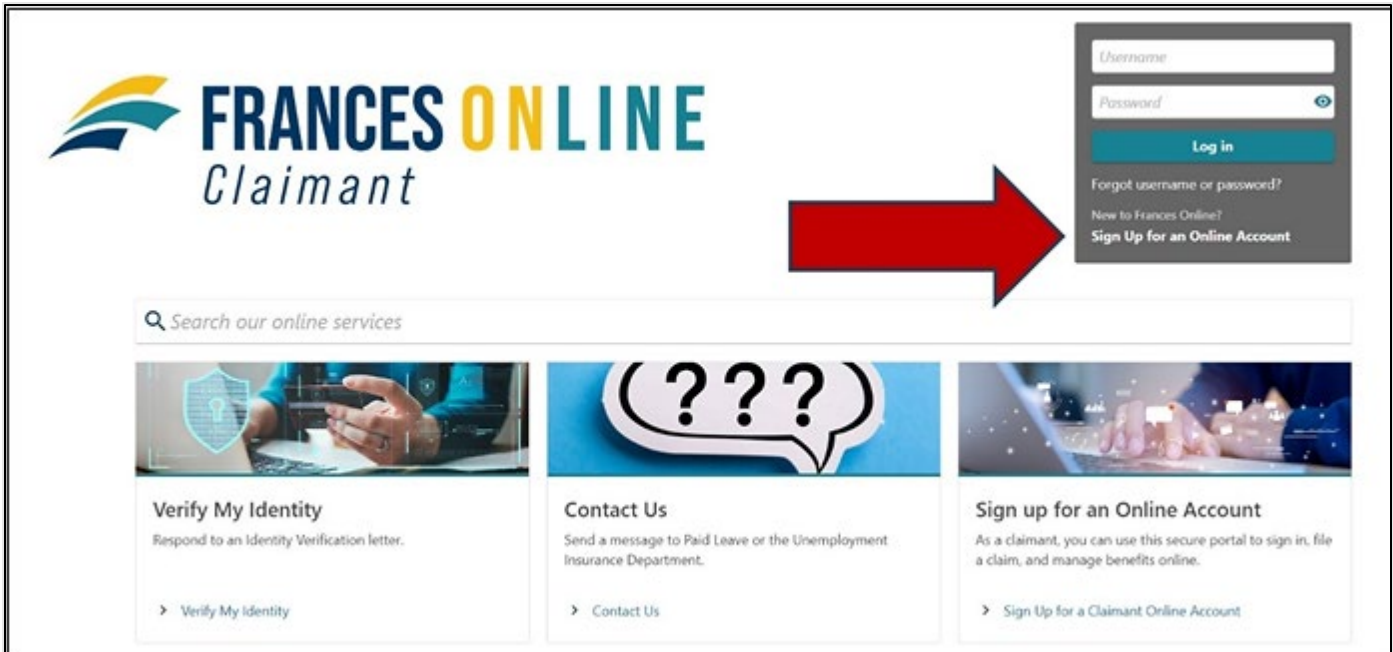 Username
Password
Log in
Forgot username or password?
New to Frances Online?
Sign Up for an Online Account
FRANCES ONLINE
Claimant
Search our online services
???
Verify My Identity
Respond to an Identity Verification letter.
Verify My Identity
Contact Us
Send a message to Paid Leave or the Unemployment
Insurance Department.
Contact Us
Sign up for an Online Account
As a claimant, you can use this secure portal to sign in, file
a claim, and manage benefits online.
Sign Up for a Claimant Online Account